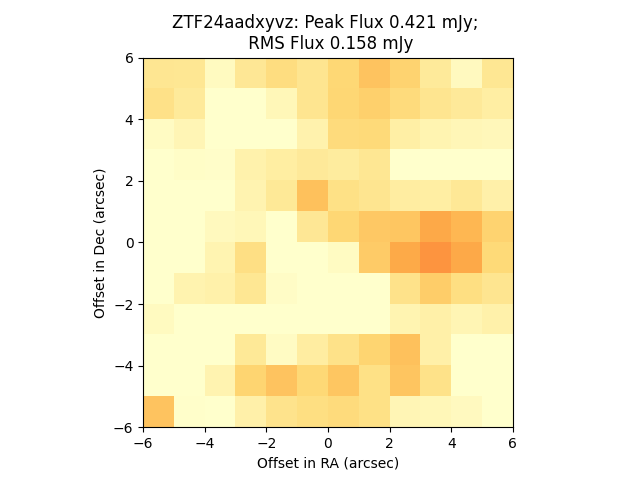 ZTF24aadxyvz: Peak Flux 0.421 mJy;
RMS Flux 0.158 mJy
6
4
2
0
−2
−4
−6
Offset in Dec (arcsec)
−6 −4 −2 0 2 4 6
Offset in RA (arcsec)